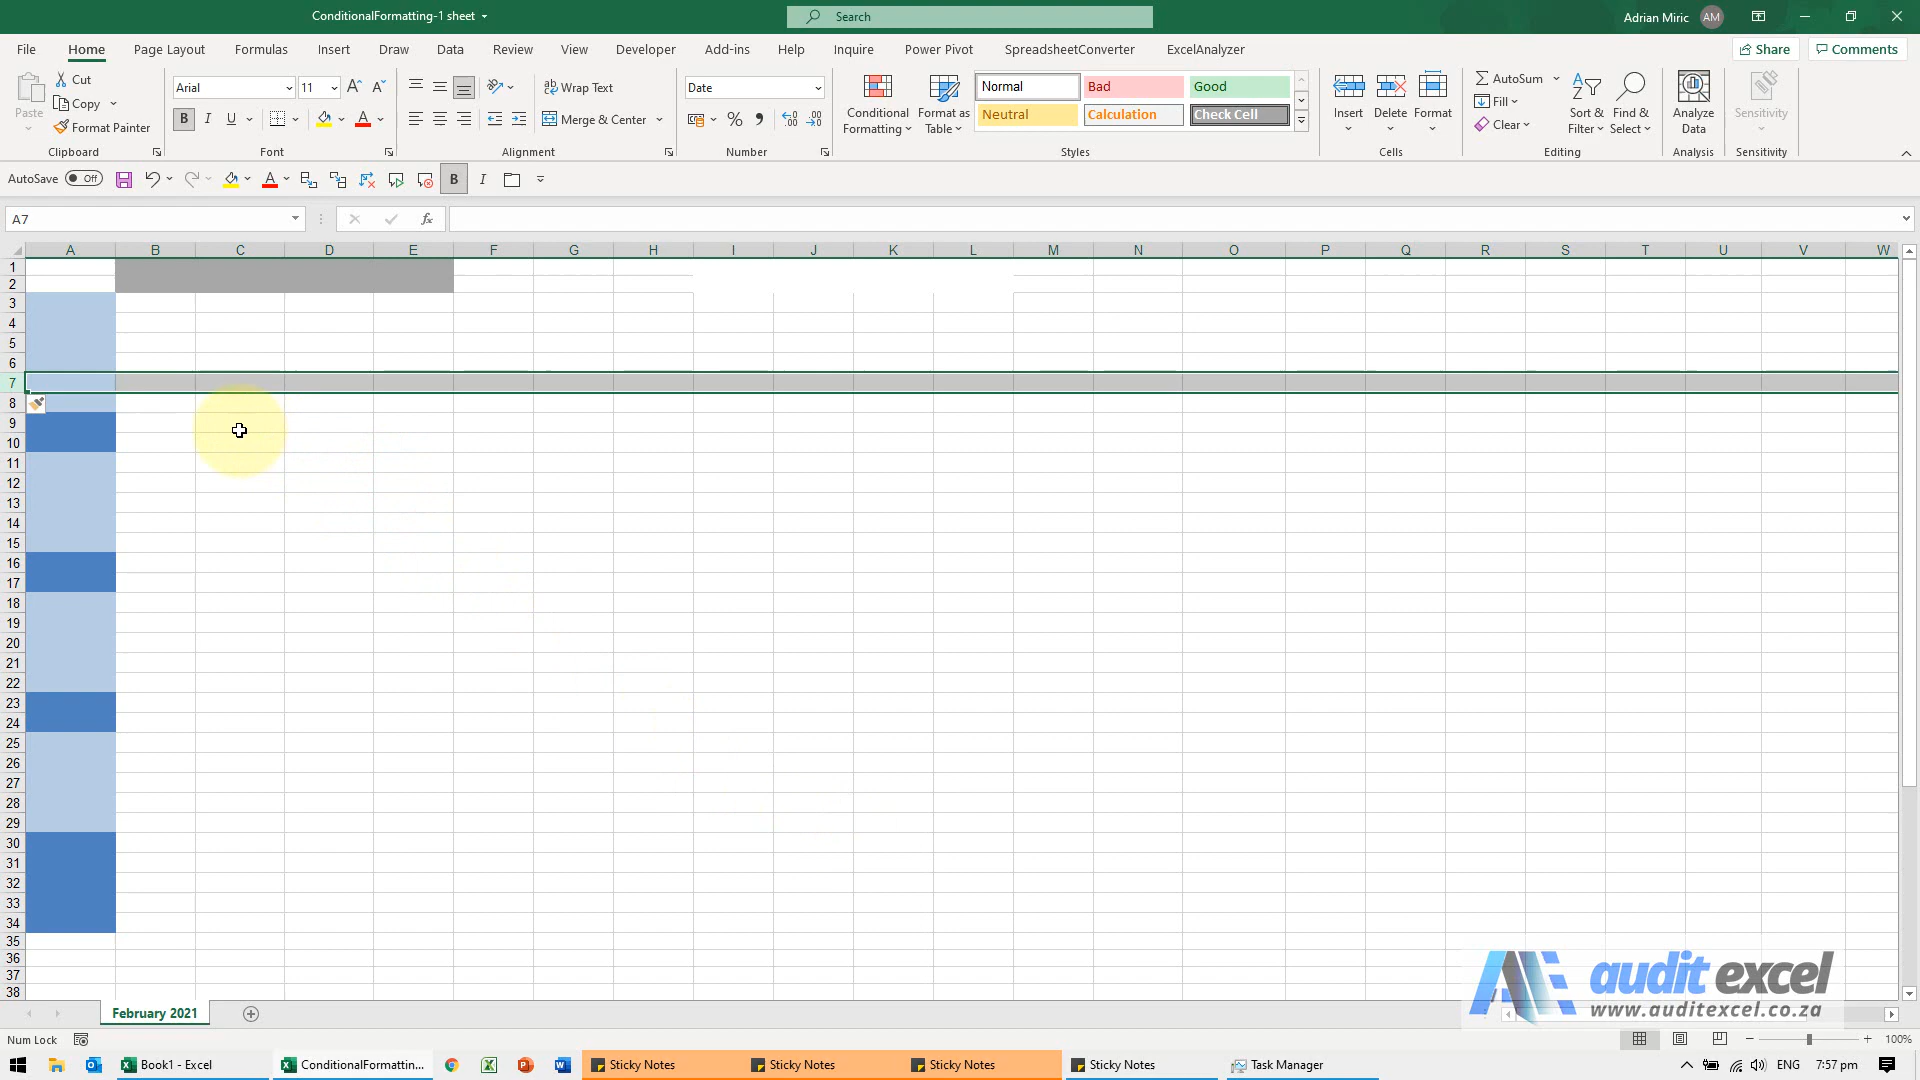 ConditionalFormatting-1 sheet
Search
Adrian Miric
AM
File
Home
Page Layout
Formulas
Insert
Draw
Data
Review
View
Developer
Add-ins
Help
Inquire
Power Pivot
SpreadsheetConverter
ExcelAnalyzer
Share
Comments
Paste
Cut
Copy
Format Painter
Clipboard
Arial
11
B I U
Font
Wrap Text
Merge & Center
Alignment
Date
Number
Conditional
Formatting
Format as
Table
Normal
Bad
Good
Neutral
Calculation
Check Cell
Styles
Insert
Delete
Format
Cells
AutoSum
Fill
Clear
Sort &
Filter
Find &
Select
Editing
Analyze
Data
Analysis
Sensitivity
Sensitivity
AutoSave
Off
B I
A7
fx
A B C D E F G H I J K L M N O P Q R S T U V W
1
2
3
4
5
6
7
8
9
10
11
12
13
14
15
16
17
18
19
20
21
22
23
24
25
26
27
28
29
30
31
32
33
34
35
36
37
38
audit excel
www.auditexcel.co.za
February 2021
Num Lock
100%
Book1 - Excel
ConditionalFormattin...
Sticky Notes
Sticky Notes
Sticky Notes
Sticky Notes
Task Manager
ENG
7:57 pm